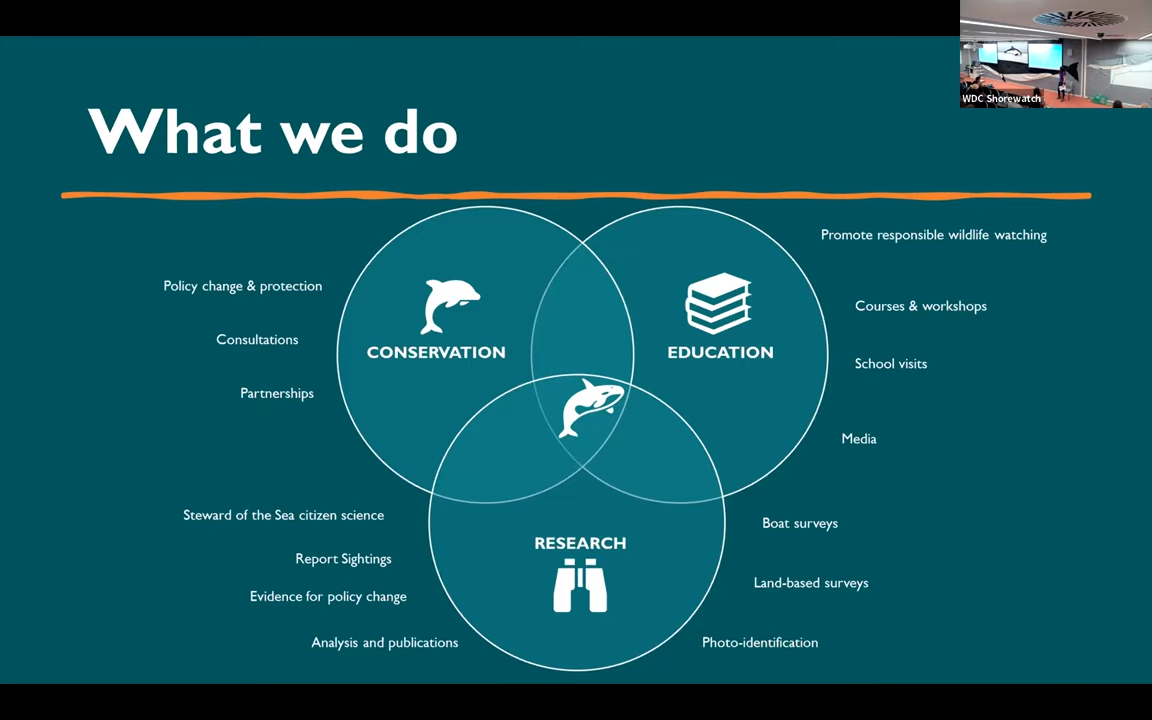 WDC Shorewatch
What we do
Promote responsible wildlife watching
Policy change & protection
Courses & workshops
Consultations
CONSERVATION
EDUCATION
School visits
Partnerships
Media
Steward of the Sea citizen science
Boat surveys
RESEARCH
Report Sightings
Land-based surveys
Evidence for policy change
Analysis and publications
Photo-identification